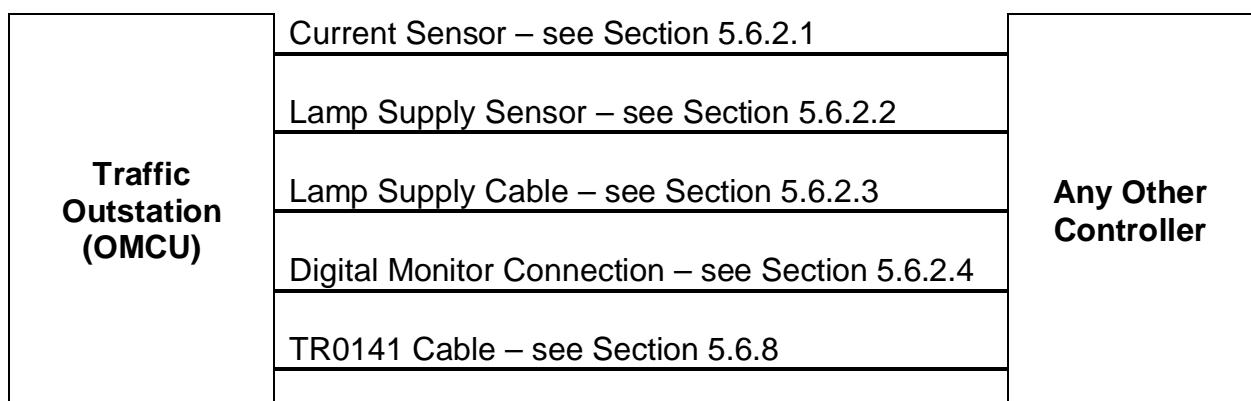 Current Sensor – see Section 5.6.2.1
Lamp Supply Sensor – see Section 5.6.2.2
Traffic
Outstation
(OMCU)
Lamp Supply Cable – see Section 5.6.2.3
Any Other
Controller
Digital Monitor Connection – see Section 5.6.2.4
TR0141 Cable – see Section 5.6.8